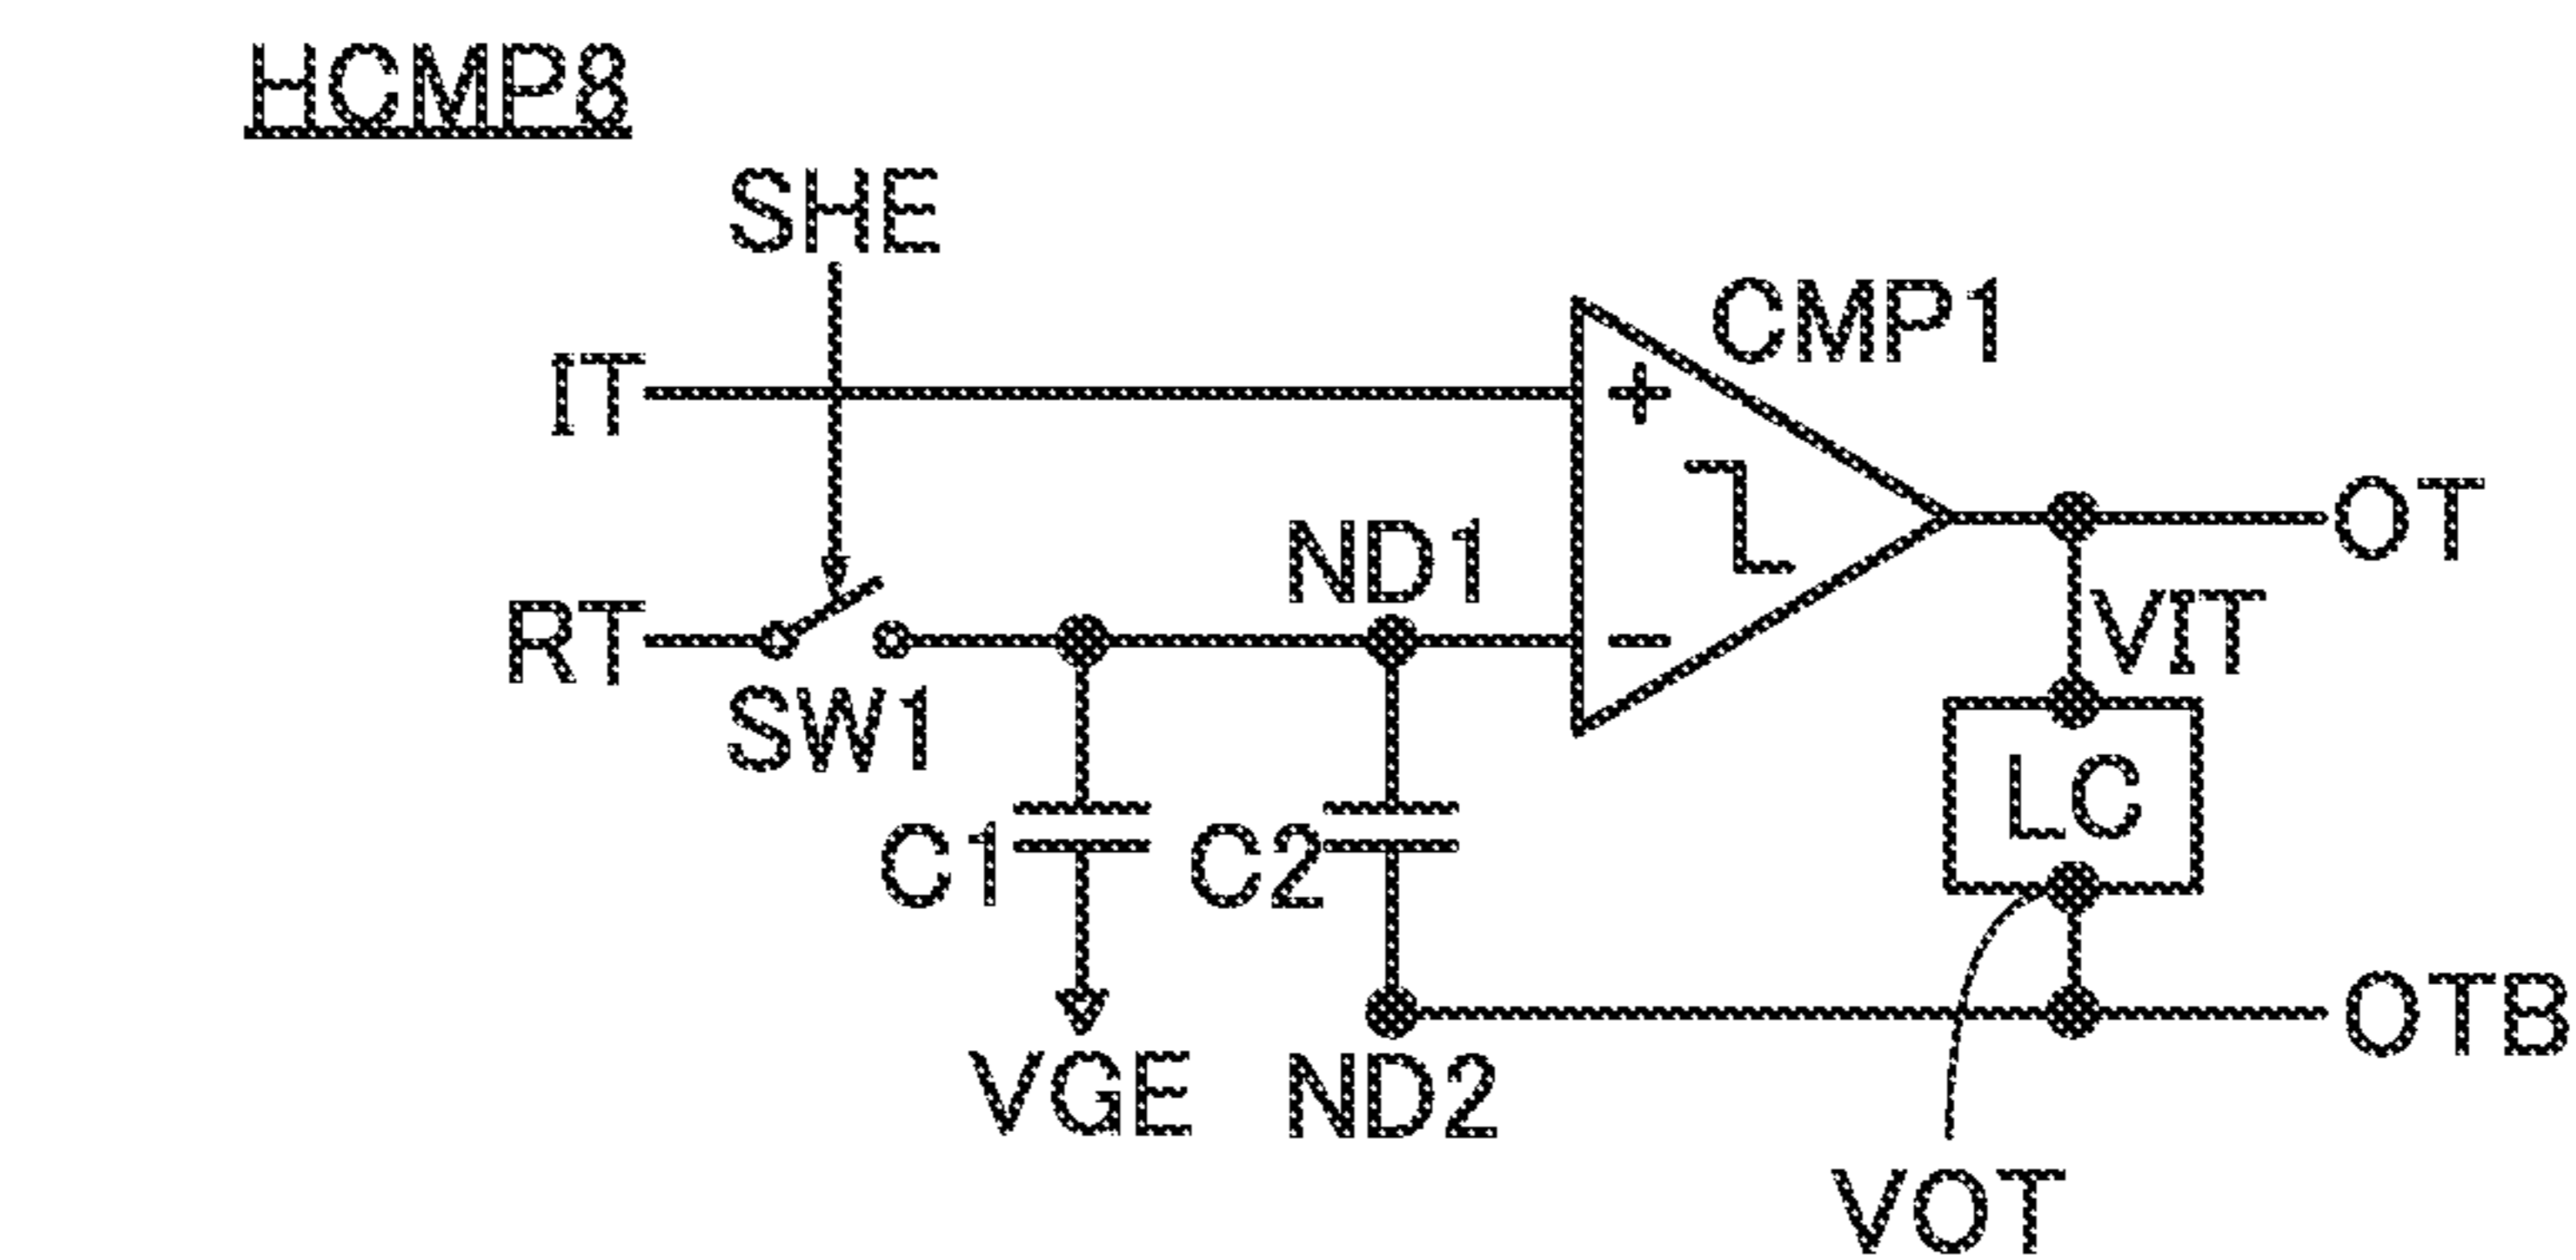 HCMP8
SHE
CMP1
IT
+
OT
ND1
VIT
RT
-
SW1
LC
C1
C2
OTB
VGE
ND2
VOT